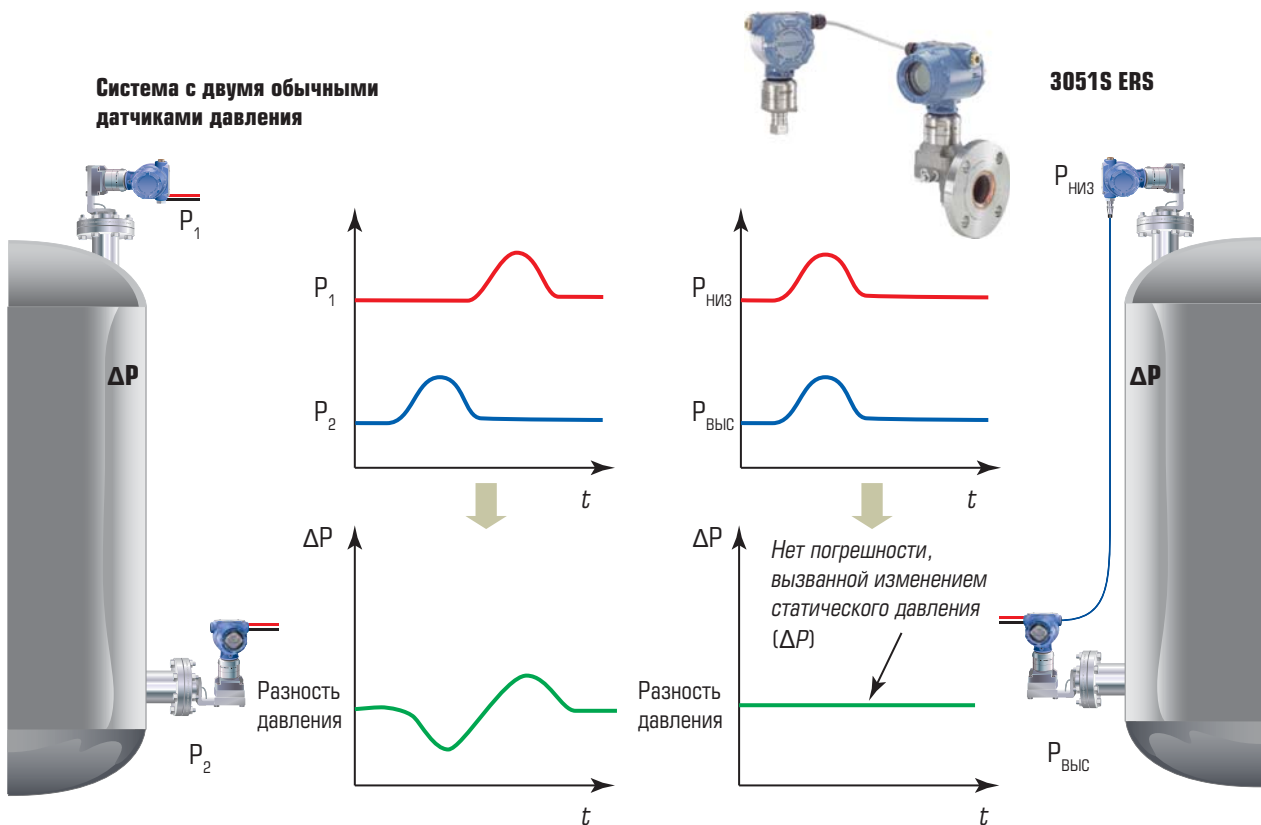 Система с двумя обычными
датчиками давления
3051S ERS
P₁
Pниз
P₁
P₂
t
Pниз
Pвыс
t
ΔP
ΔP
ΔP
Разность
давления
t
ΔP
Нет погрешности,
вызванной изменением
статического давления
(ΔP)
Разность
давления
t
P₂
Pвыс